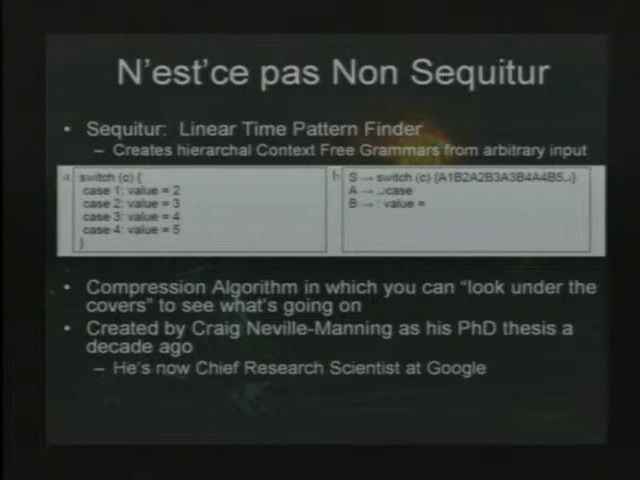 N'est'ce pas Non Sequitur
• Sequitur: Linear Time Pattern Finder
– Creates hierarchal Context Free Grammars from arbitrary input
a
switch (c) {
case 1: value = 2
case 2: value = 3
case 3: value = 4
case 4: value = 5
}
b
S → switch (c) {A1B2A2B3A3B4A4B5..}
A → ..case
B → : value =
• Compression Algorithm in which you can "look under the
covers" to see what's going on
• Created by Craig Neville-Manning as his PhD thesis a
decade ago
– He's now Chief Research Scientist at Google